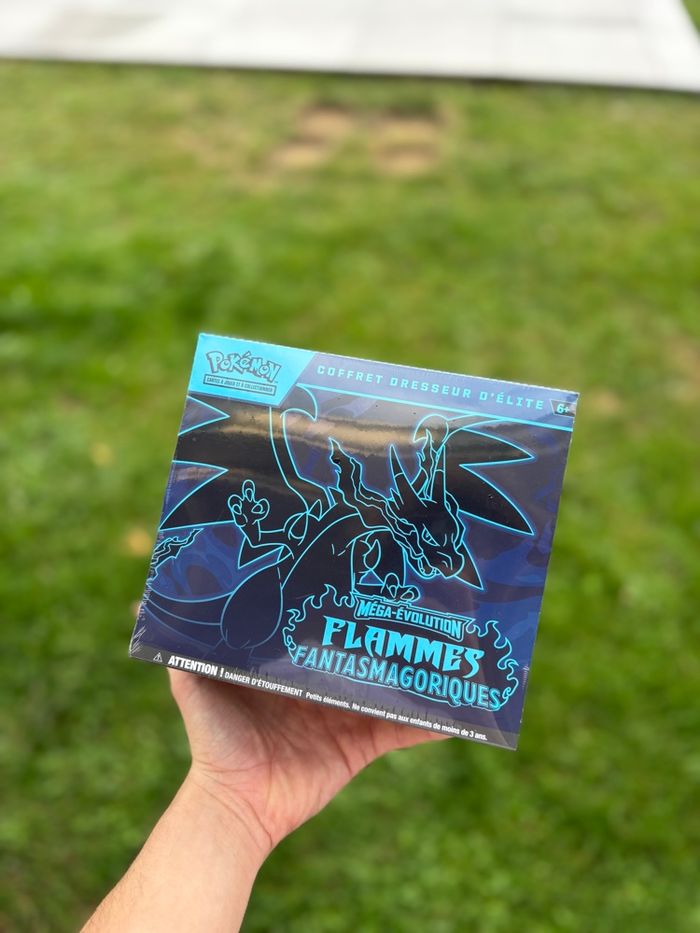 POKéMON
CARTES À JOUER ET À COLLECTIONNER
COFFRET DRESSEUR D'ÉLITE
6+
MÉGA-ÉVOLUTION
FLAMMES
FANTASMAGORIQUES
ATTENTION ! DANGER D'ÉTOUFFEMENT Petits éléments. Ne convient pas aux enfants de moins de 3 ans.